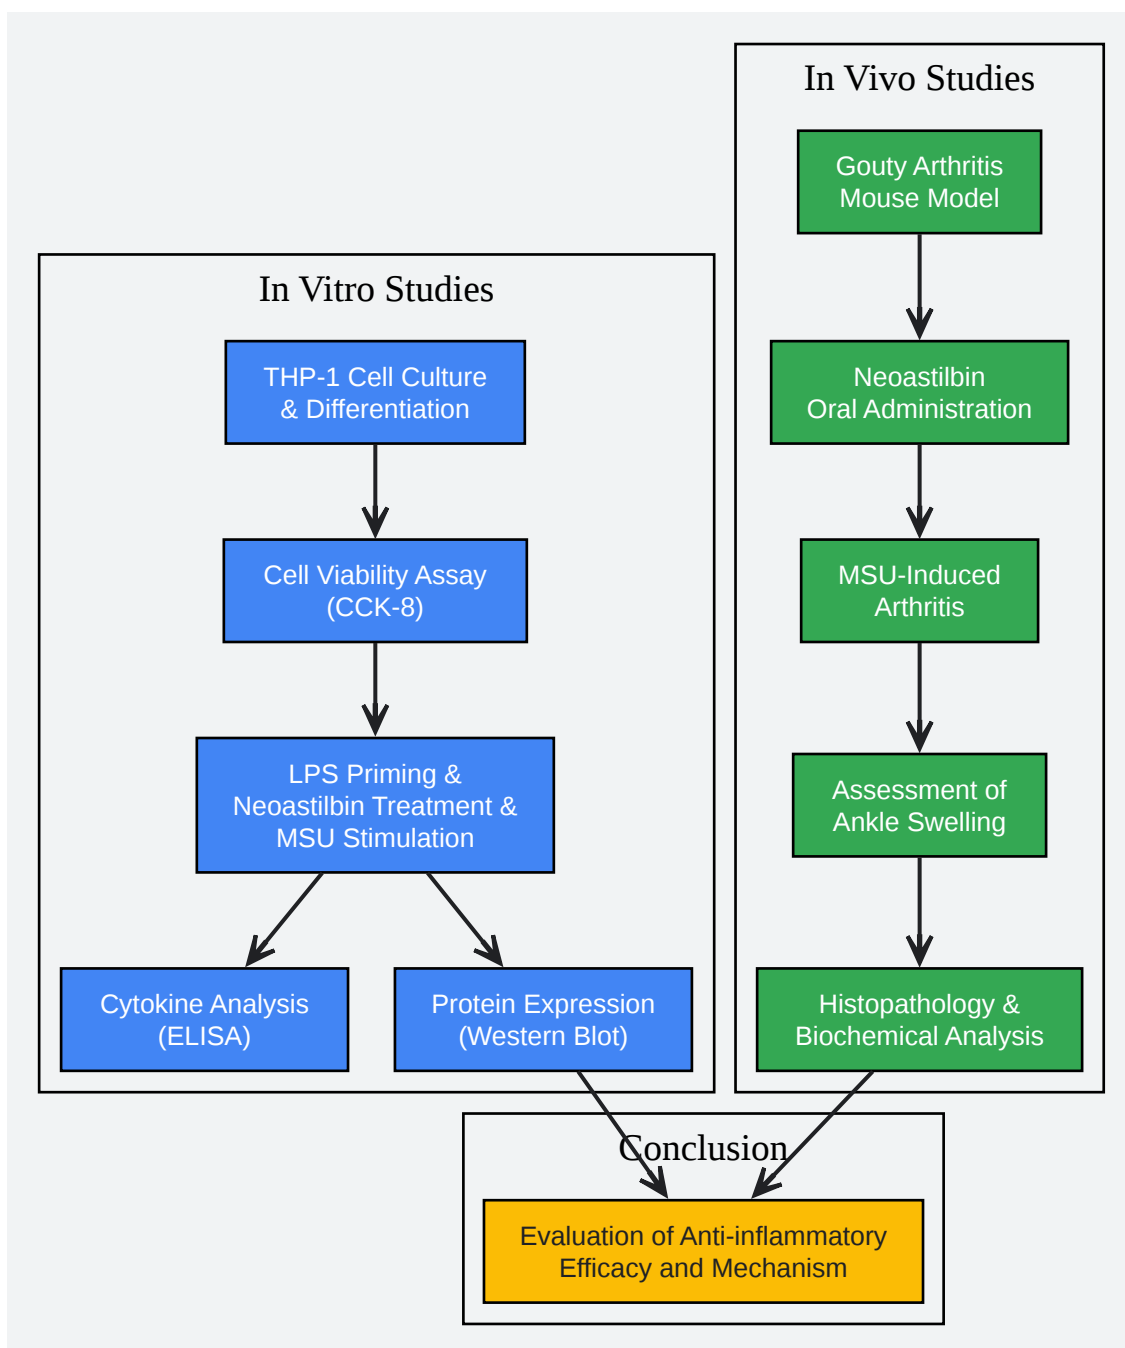 In Vitro Studies
THP-1 Cell Culture
& Differentiation
Cell Viability Assay
(CCK-8)
LPS Priming &
Neoastilbin Treatment &
MSU Stimulation
Cytokine Analysis
(ELISA)
Protein Expression
(Western Blot)
In Vivo Studies
Gouty Arthritis
Mouse Model
Neoastilbin
Oral Administration
MSU-Induced
Arthritis
Assessment of
Ankle Swelling
Histopathology &
Biochemical Analysis
Conclusion
Evaluation of Anti-inflammatory
Efficacy and Mechanism